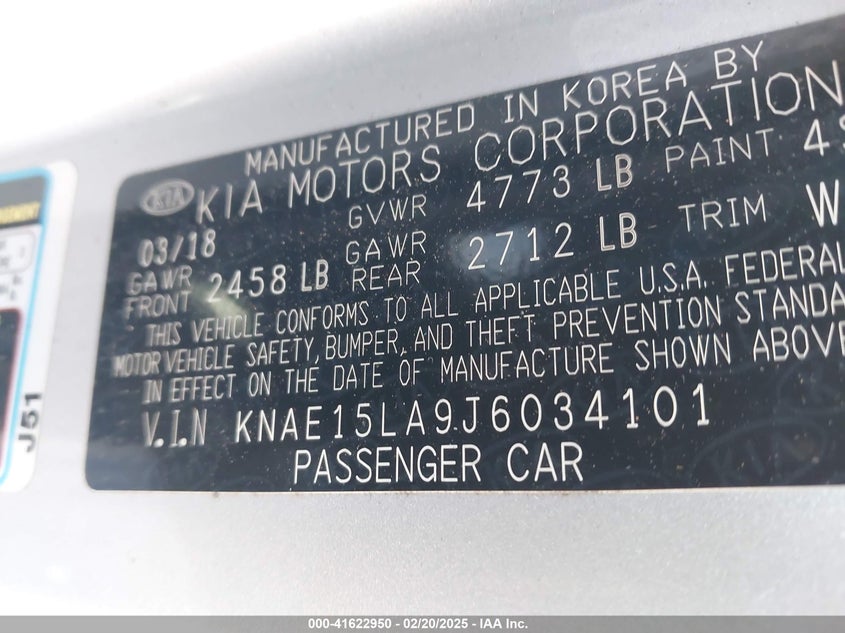 MANUFACTURED IN KOREA BY
KIA KIA MOTORS CORPORATION
03/18 GVWR 4773 LB PAINT
GAWR FRONT 2458 LB GAWR REAR 2712 LB TRIM
THIS VEHICLE CONFORMS TO ALL APPLICABLE U.S.A. FEDERAL
MOTOR VEHICLE SAFETY, BUMPER, AND THEFT PREVENTION
IN EFFECT ON THE DATE OF MANUFACTURE SHOWN ABOVE
V.I.N KNAE15LA9J6034101
PASSENGER CAR
J51
000-41622950 — 02/20/2025 — IAA Inc.